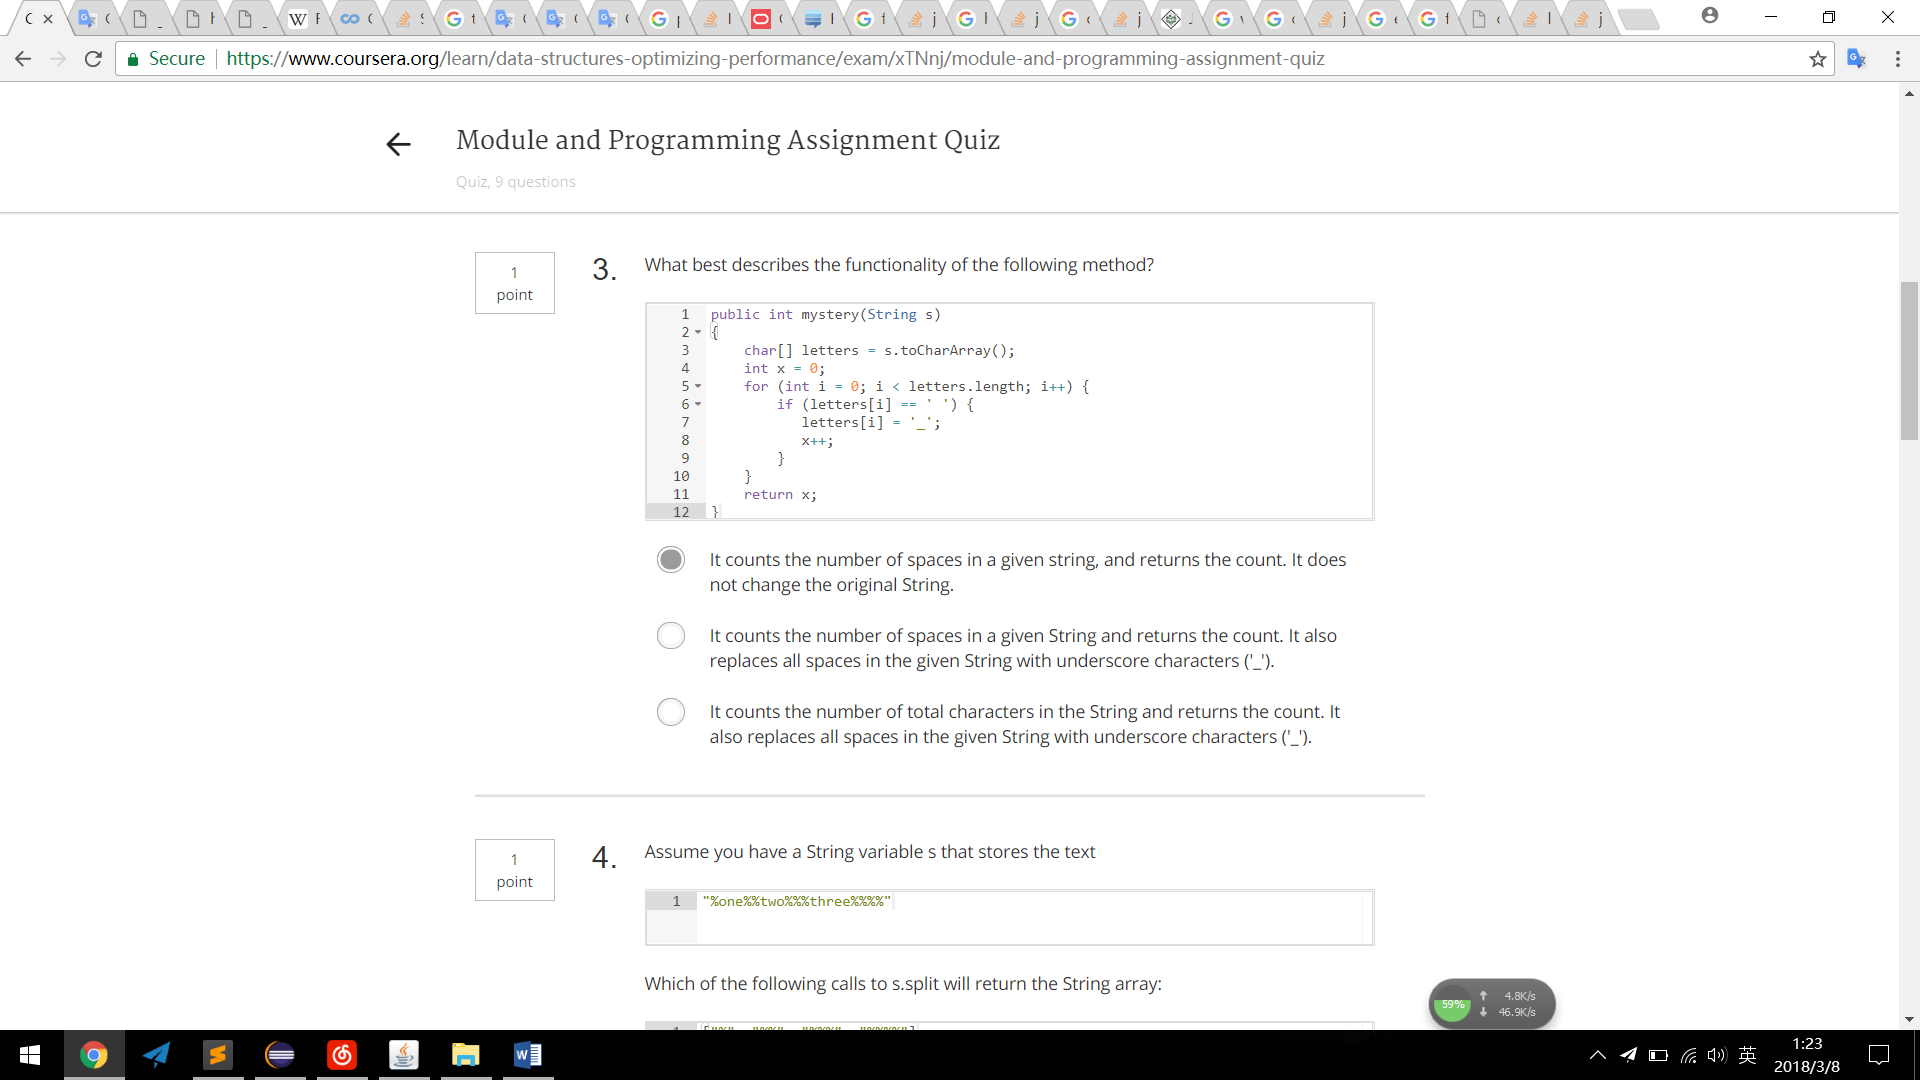 Secure
https://www.coursera.org/learn/data-structures-optimizing-performance/exam/xTNnj/module-and-programming-assignment-quiz
Module and Programming Assignment Quiz
Quiz, 9 questions
1
point
3.
What best describes the functionality of the following method?
1 public int mystery(String s)
2 {
3 char[] letters = s.toCharArray();
4 int x = 0;
5 for (int i = 0; i < letters.length; i++) {
6 if (letters[i] == ' ') {
7 letters[i] = '_';
8 x++;
9 }
10 }
11 return x;
12 }
It counts the number of spaces in a given string, and returns the count. It does
not change the original String.
It counts the number of spaces in a given String and returns the count. It also
replaces all spaces in the given String with underscore characters ('_').
It counts the number of total characters in the String and returns the count. It
also replaces all spaces in the given String with underscore characters ('_').
1
point
4.
Assume you have a String variable s that stores the text
1 "%one%%two%%%three%%%%"
Which of the following calls to s.split will return the String array:
59%
4.8K/s
46.9K/s
英
1:23
2018/3/8